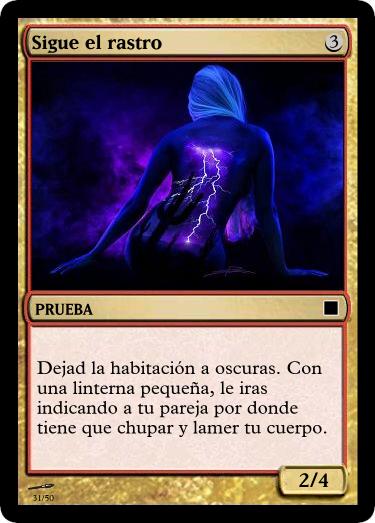 Sigue el rastro
3
PRUEBA
Dejad la habitación a oscuras. Con
una linterna pequeña, le iras
indicando a tu pareja por donde
tiene que chupar y lamer tu cuerpo.
2/4
31/50